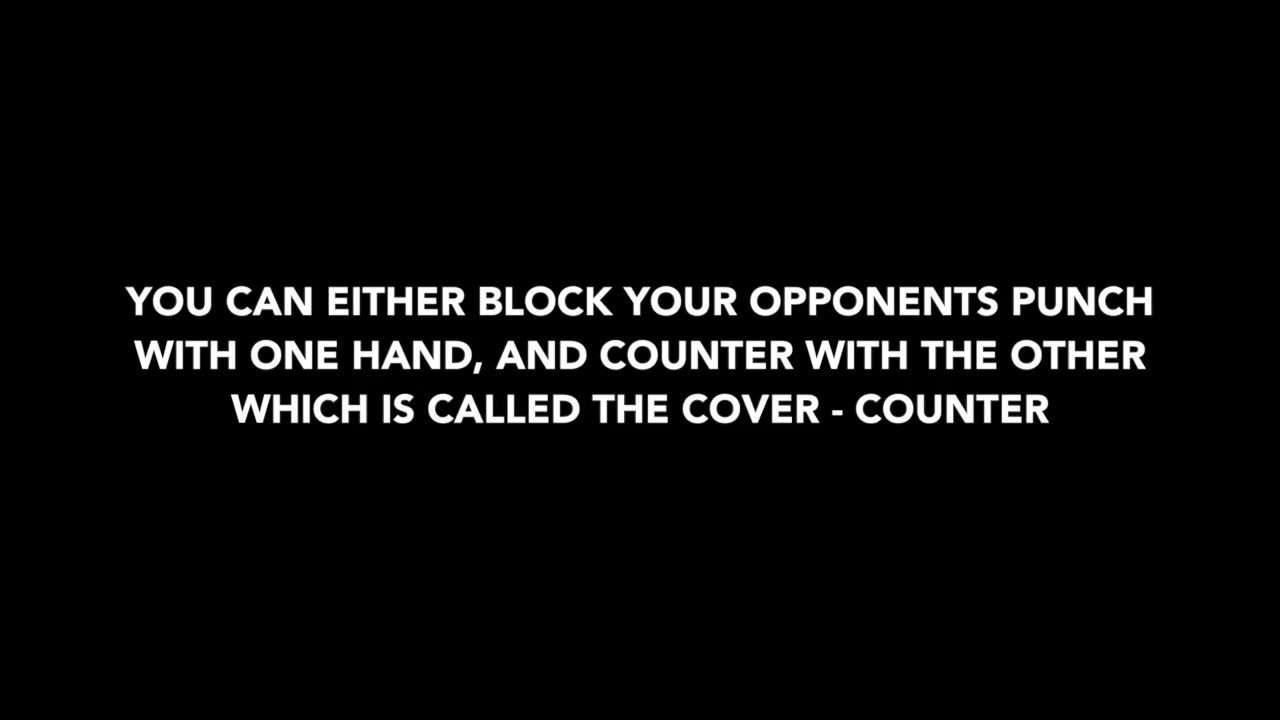 YOU CAN EITHER BLOCK YOUR OPPONENTS PUNCH
WITH ONE HAND, AND COUNTER WITH THE OTHER
WHICH IS CALLED THE COVER - COUNTER